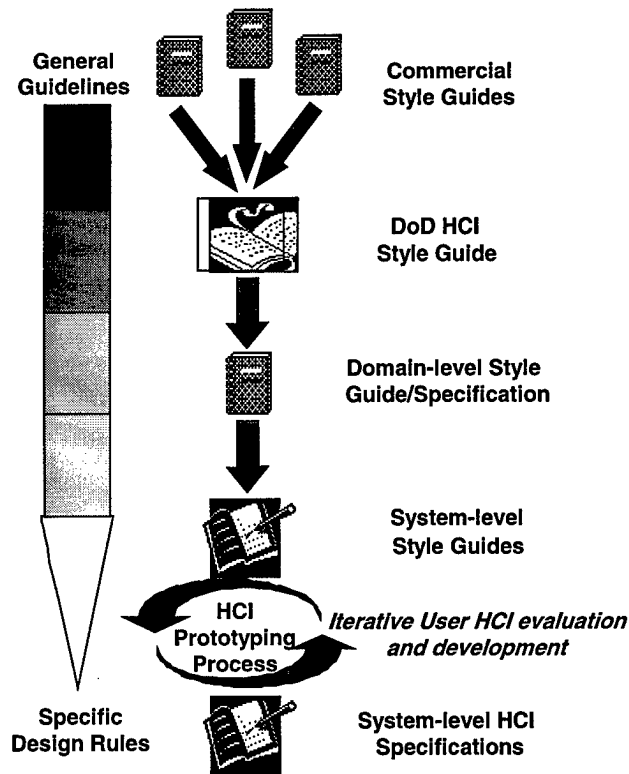 General
Guidelines
Commercial
Style Guides
DoD HCI
Style Guide
Domain-level Style
Guide/Specification
System-level
Style Guides
HCI
Prototyping
Process
Iterative User HCI evaluation
and development
Specific
Design Rules
System-level HCI
Specifications